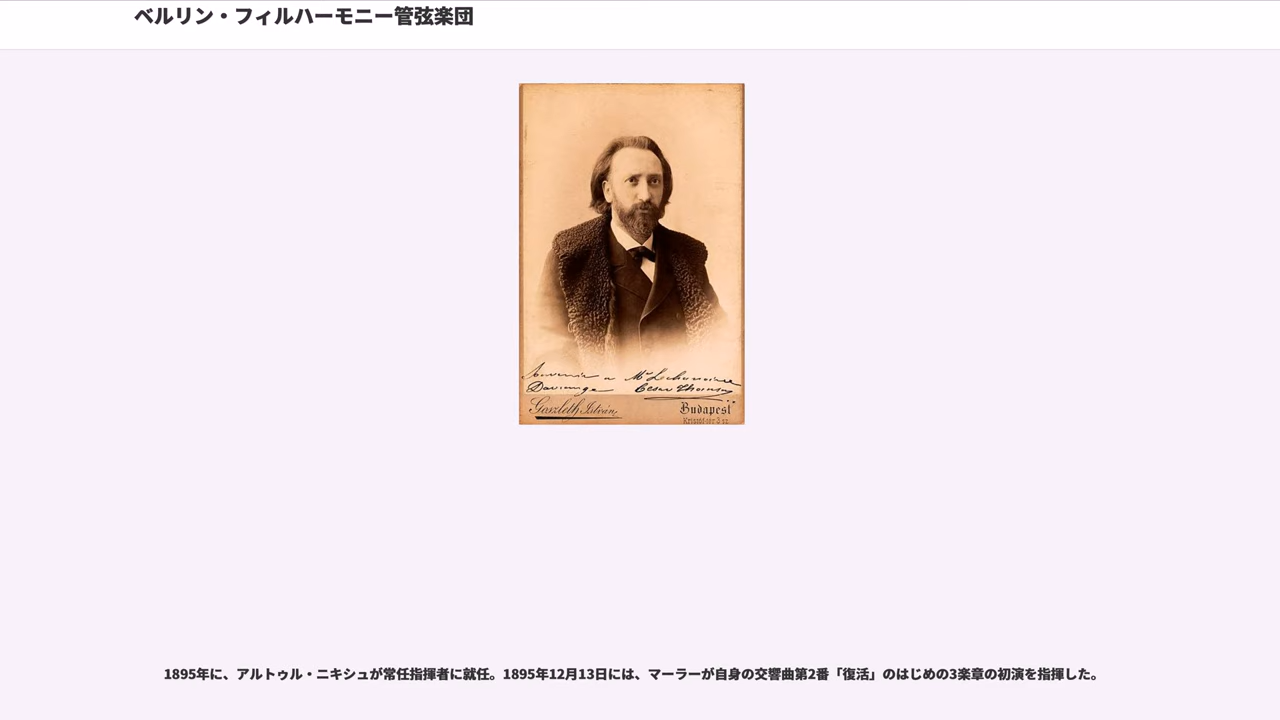 ベルリン・フィルハーモニー管弦楽団
Souvenir a
Budapest
1895年に、アルトゥル・ニキシュが常任指揮者に就任。1895年12月13日には、マーラーが自身の交響曲第2番「復活」のはじめの3楽章の初演を指揮した。